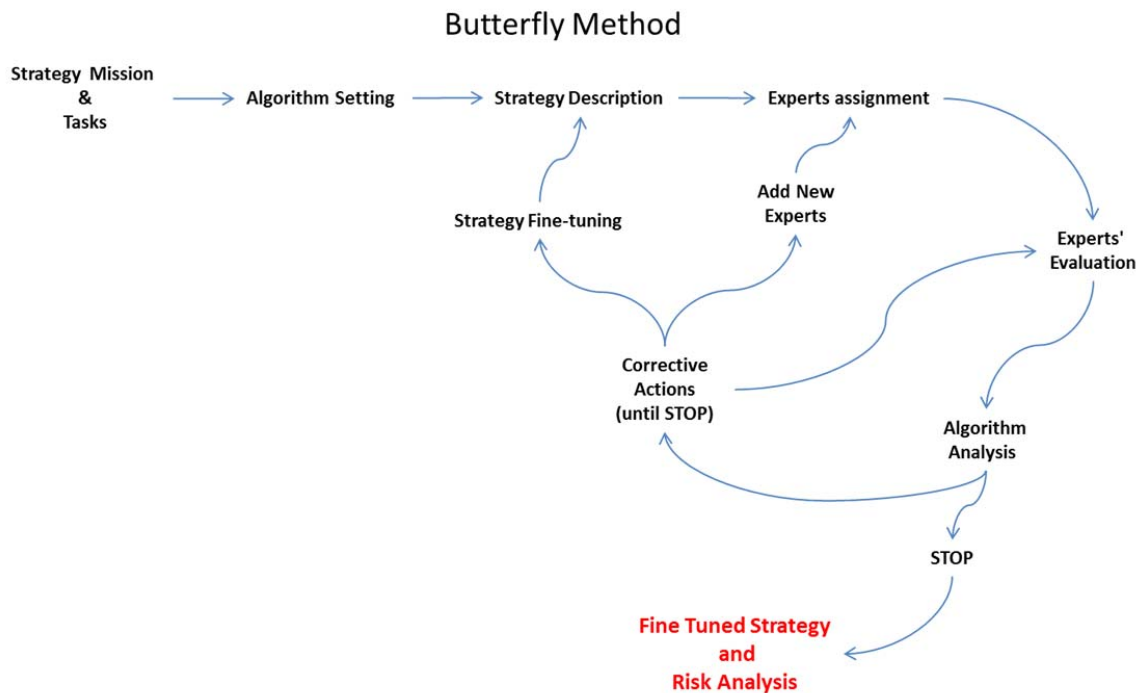 Butterfly Method
Strategy Mission
&
Tasks
Algorithm Setting
Strategy Description
Experts assignment
Strategy Fine-tuning
Add New
Experts
Experts'
Evaluation
Corrective
Actions
(until STOP)
Algorithm
Analysis
STOP
Fine Tuned Strategy
and
Risk Analysis